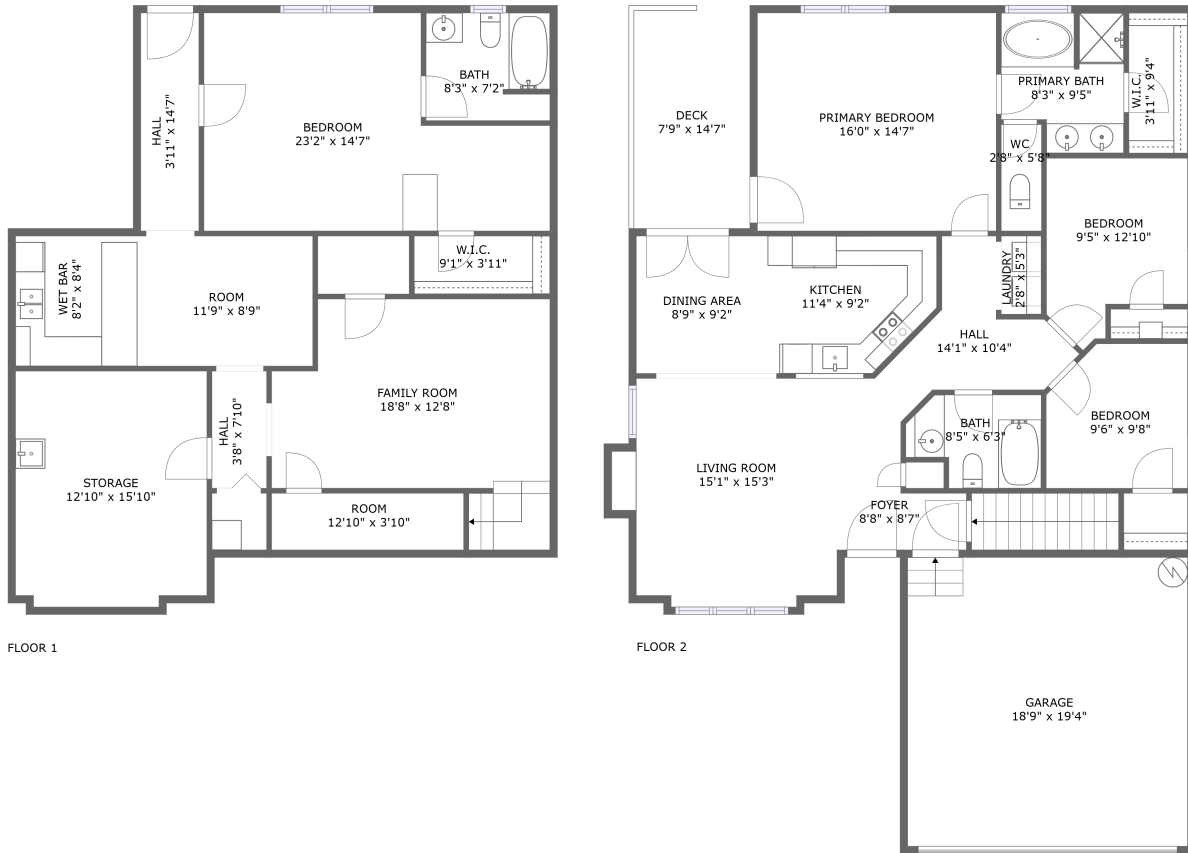 BATH
8'3" x 7'2"
HALL
3'11" x 14'7"
BEDROOM
23'2" x 14'7"
W.I.C.
9'1" x 3'11"
WET BAR
8'2" x 8'4"
ROOM
11'9" x 8'9"
FAMILY ROOM
18'8" x 12'8"
HALL
3'8" x 7'10"
STORAGE
12'10" x 15'10"
ROOM
12'10" x 3'10"
FLOOR 1
DECK
7'9" x 14'7"
PRIMARY BEDROOM
16'0" x 14'7"
PRIMARY BATH
8'3" x 9'5"
W.I.C.
3'11" x 9'4"
WC
2'8" x 5'8"
BEDROOM
9'5" x 12'10"
LAUNDRY
2'8" x 5'3"
KITCHEN
11'4" x 9'2"
DINING AREA
8'9" x 9'2"
HALL
14'1" x 10'4"
BEDROOM
9'6" x 9'8"
BATH
8'5" x 6'3"
LIVING ROOM
15'1" x 15'3"
FOYER
8'8" x 8'7"
FLOOR 2
GARAGE
18'9" x 19'4"